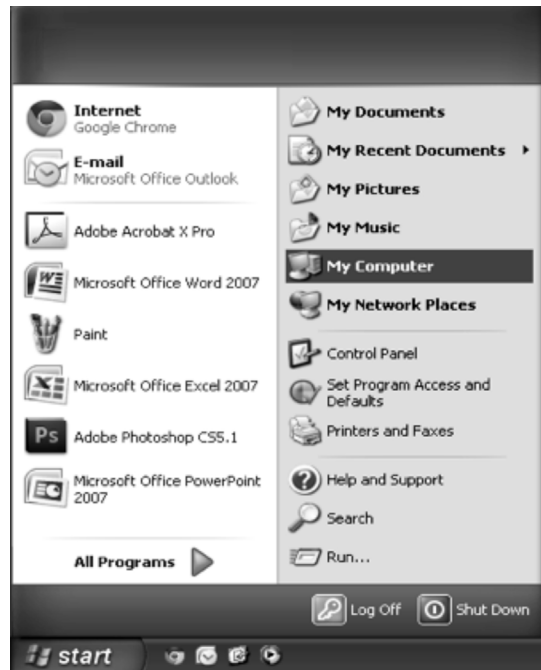 Internet
Google Chrome
E-mail
Microsoft Office Outlook
Adobe Acrobat X Pro
Microsoft Office Word 2007
Paint
Microsoft Office Excel 2007
Ps Adobe Photoshop CS5.1
Microsoft Office PowerPoint
2007
All Programs
My Documents
My Recent Documents
My Pictures
My Music
My Computer
My Network Places
Control Panel
Set Program Access and
Defaults
Printers and Faxes
Help and Support
Search
Run...
Log Off Shut Down
start